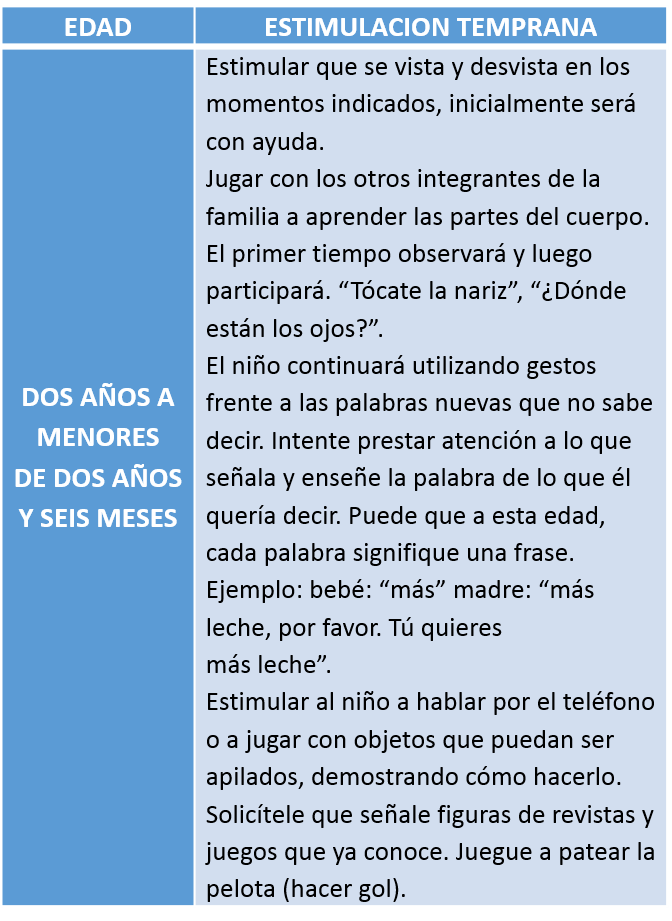 EDAD
ESTIMULACION TEMPRANA
DOS AÑOS A
MENORES
DE DOS AÑOS
Y SEIS MESES
Estimular que se vista y desvista en los
momentos indicados, inicialmente será
con ayuda.
Jugar con los otros integrantes de la
familia a aprender las partes del cuerpo.
El primer tiempo observará y luego
participará. “Tócate la nariz”, “¿Dónde
están los ojos?”.
El niño continuará utilizando gestos
frente a las palabras nuevas que no sabe
decir. Intente prestar atención a lo que
señala y enseñe la palabra de lo que él
quería decir. Puede que a esta edad,
cada palabra signifique una frase.
Ejemplo: bebé: “más” madre: “más
leche, por favor. Tú quieres
más leche”.
Estimular al niño a hablar por el teléfono
o a jugar con objetos que puedan ser
apilados, demostrando cómo hacerlo.
Solicítele que señale figuras de revistas y
juegos que ya conoce. Juegue a patear la
pelota (hacer gol).